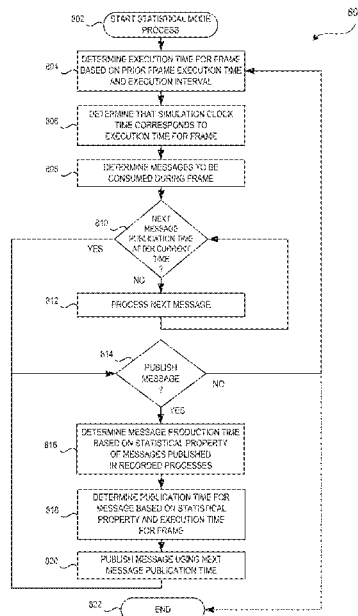 802
START STATISTICAL MODE
PROCESS
80
804
DETERMINE EXECUTION TIME FOR FRAME
BASED ON PRIOR FRAME EXECUTION TIME
AND EXECUTION INTERVAL
806
DETERMINE THAT SIMULATION CLOCK
TIME CORRESPONDS TO
EXECUTION TIME FOR FRAME
808
DETERMINE MESSAGES TO BE
CONSUMED DURING FRAME
810
NEXT
MESSAGE
PUBLICATION TIME
AFTER CURRENT
TIME
?
YES
NO
812
PROCESS NEXT MESSAGE
814
PUBLISH
MESSAGE
?
NO
YES
816
DETERMINE MESSAGE PRODUCTION TIME
BASED ON STATISTICAL PROPERTY
OF MESSAGES PUBLISHED
IN RECORDED PROCESSES
818
DETERMINE PUBLICATION TIME FOR
MESSAGE BASED ON STATISTICAL
PROPERTY AND EXECUTION TIME
FOR FRAME
820
PUBLISH MESSAGE USING NEXT
MESSAGE PUBLICATION TIME
822
END